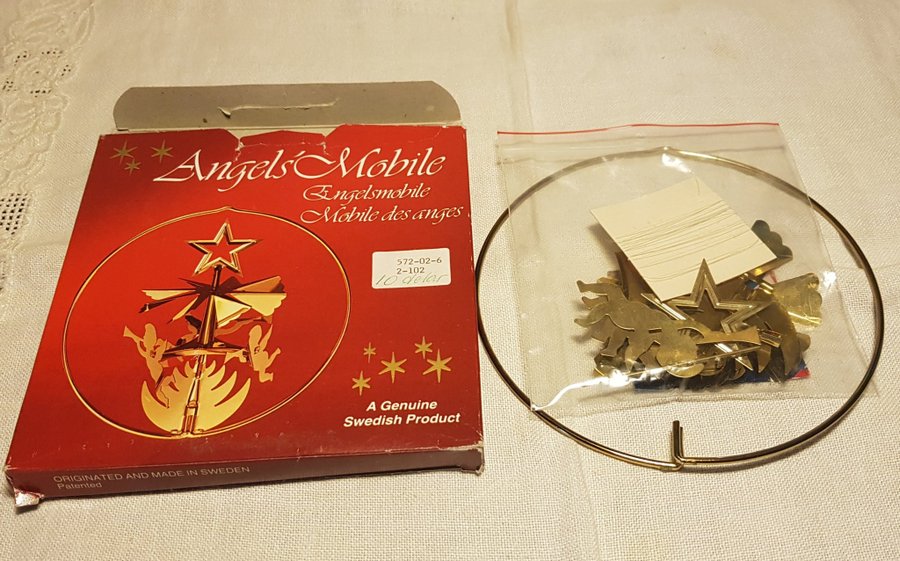 Angels' Mobile
Engelsmobile
Mobile des anges
572-02-6
2-102
10 delar
A Genuine
Swedish Product
ORIGINATED AND MADE IN SWEDEN
Patented